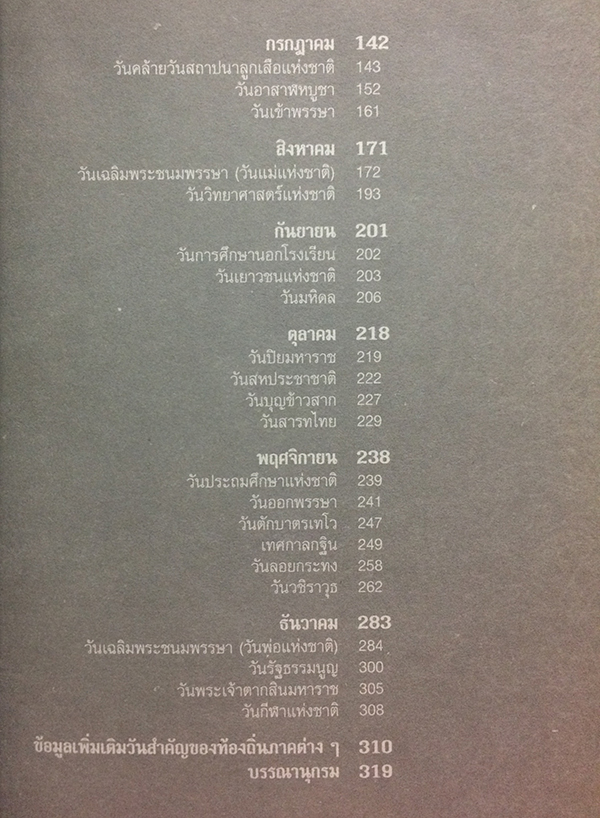 กรกฎาคม 142
วันคล้ายวันสถาปนาลูกเสือแห่งชาติ 143
วันอาสาฬหบูชา 152
วันเข้าพรรษา 161
สิงหาคม 171
วันเฉลิมพระชนมพรรษา (วันแม่แห่งชาติ) 172
วันวิทยาศาสตร์แห่งชาติ 193
กันยายน 201
วันการศึกษานอกโรงเรียน 202
วันเยาวชนแห่งชาติ 203
วันมหิดล 206
ตุลาคม 218
วันปิยมหาราช 219
วันสหประชาชาติ 222
วันบุญข้าวสาก 227
วันสารทไทย 229
พฤศจิกายน 238
วันประถมศึกษาแห่งชาติ 239
วันออกพรรษา 241
วันตักบาตรเทโว 247
เทศกาลกฐิน 249
วันลอยกระทง 258
วันวชิราวุธ 262
ธันวาคม 283
วันเฉลิมพระชนมพรรษา (วันพ่อแห่งชาติ) 284
วันรัฐธรรมนูญ 300
วันพระเจ้าตากสินมหาราช 305
วันกีฬาแห่งชาติ 308
ข้อมูลเพิ่มเติมวันสำคัญของท้องถิ่นภาคต่าง ๆ 310
บรรณานุกรม 319